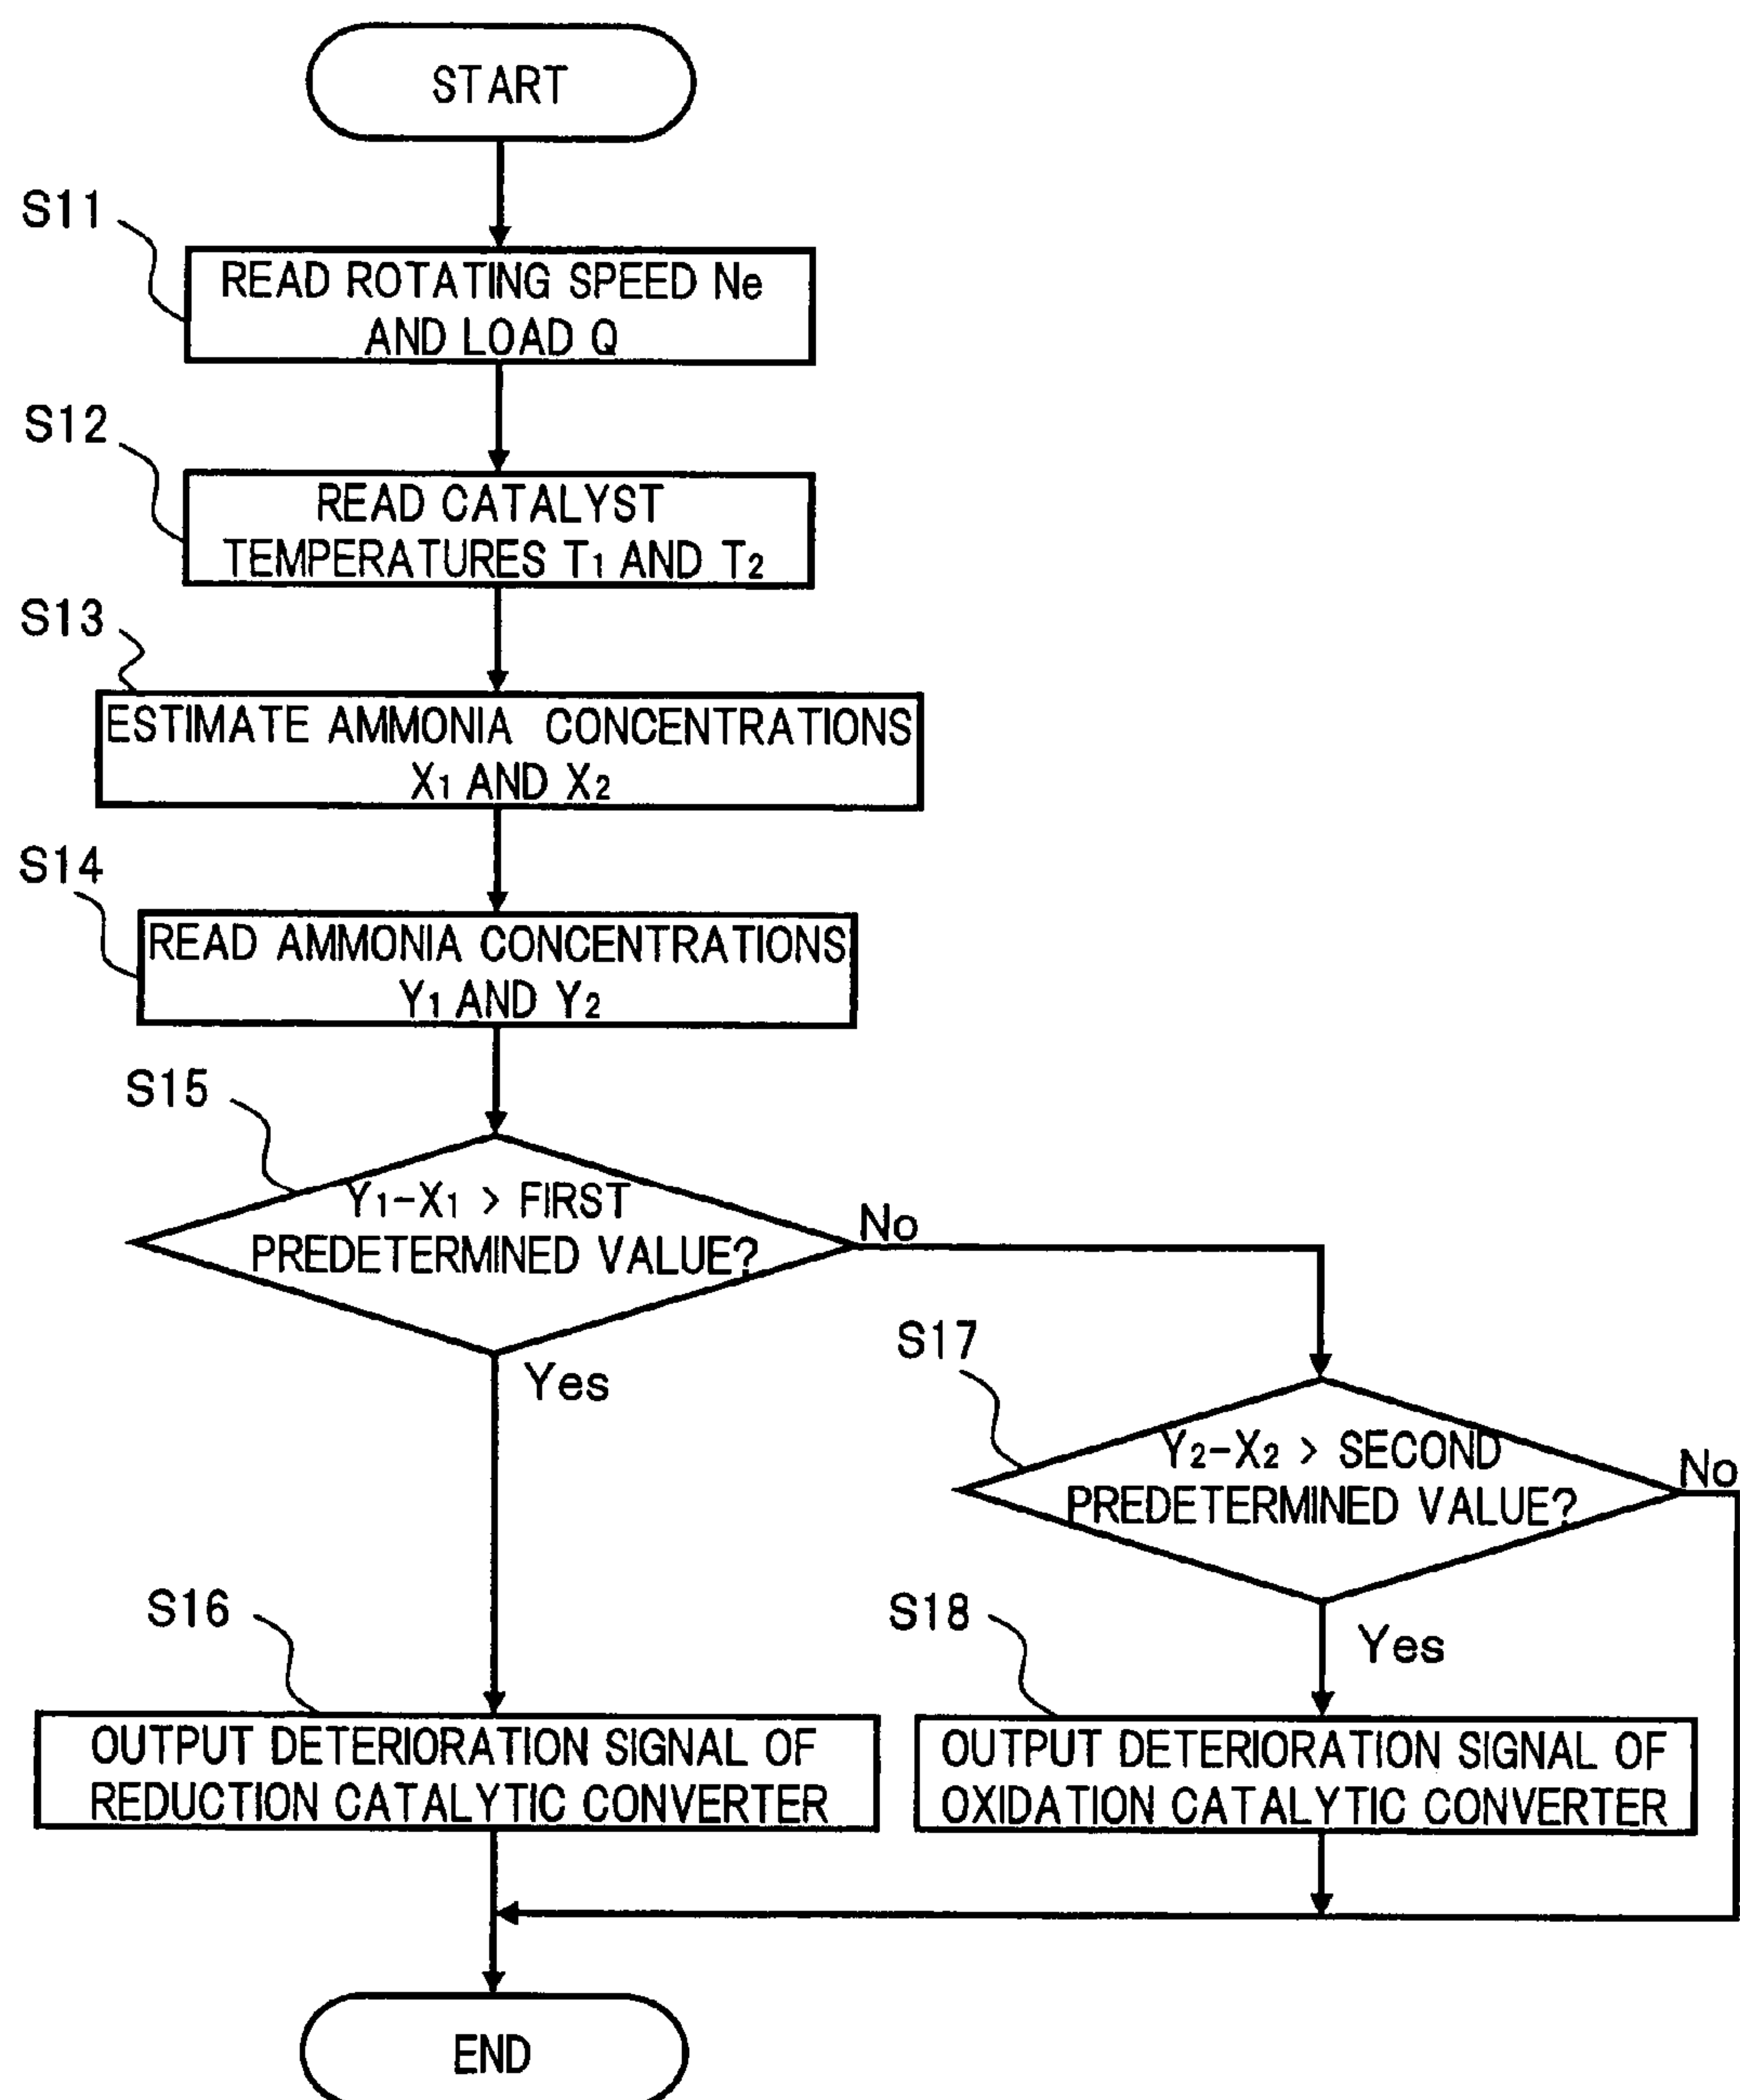 START
S11
READ ROTATING SPEED Ne
AND LOAD Q
S12
READ CATALYST
TEMPERATURES T1 AND T2
S13
ESTIMATE AMMONIA CONCENTRATIONS
X1 AND X2
S14
READ AMMONIA CONCENTRATIONS
Y1 AND Y2
S15
Y1-X1 > FIRST
PREDETERMINED VALUE?
No
Yes
S17
Y2-X2 > SECOND
PREDETERMINED VALUE?
No
Yes
S16
OUTPUT DETERIORATION SIGNAL OF
REDUCTION CATALYTIC CONVERTER
S18
OUTPUT DETERIORATION SIGNAL OF
OXIDATION CATALYTIC CONVERTER
END